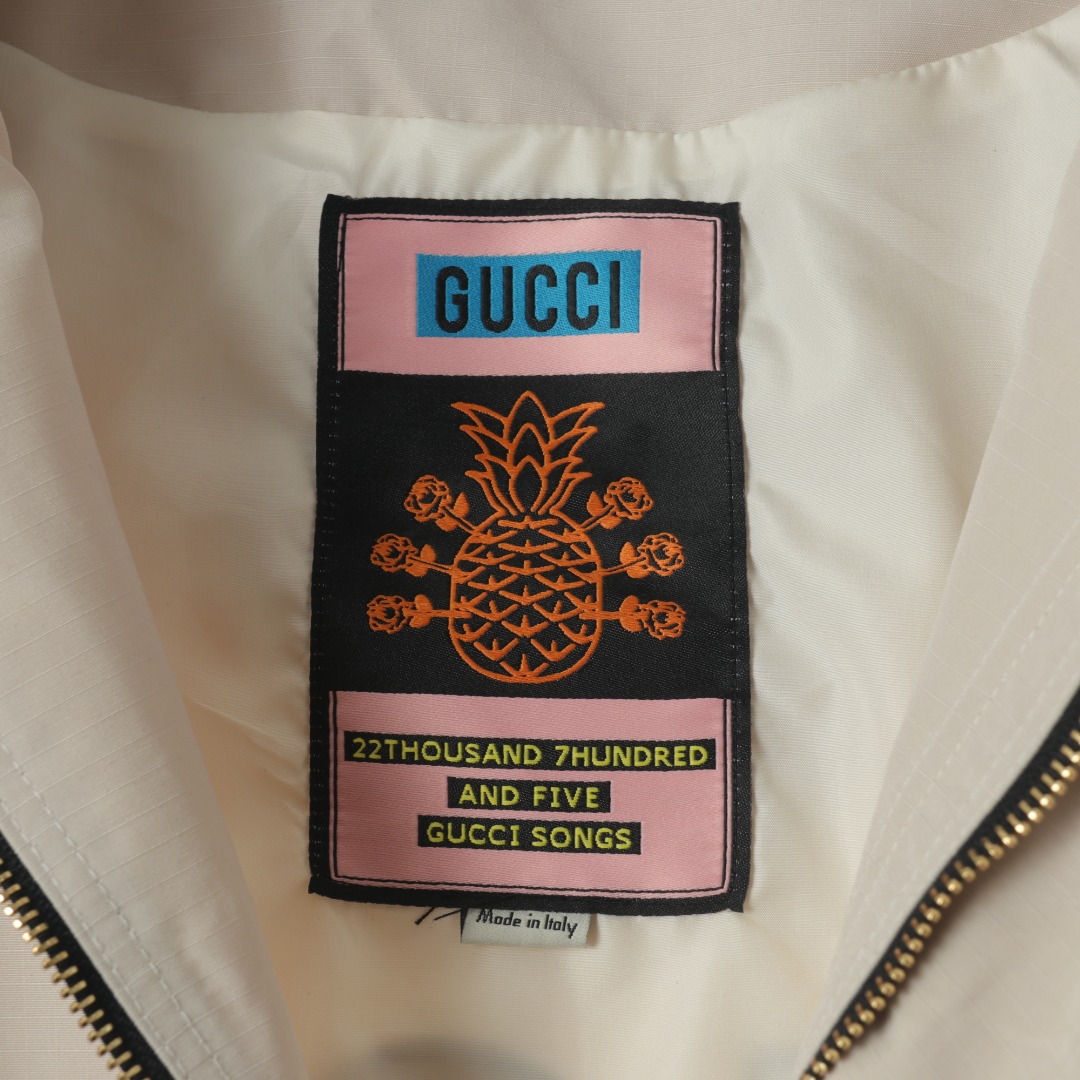 GUCCI
22THOUSAND 7HUNDRED
AND FIVE
GUCCI SONGS
Made in Italy